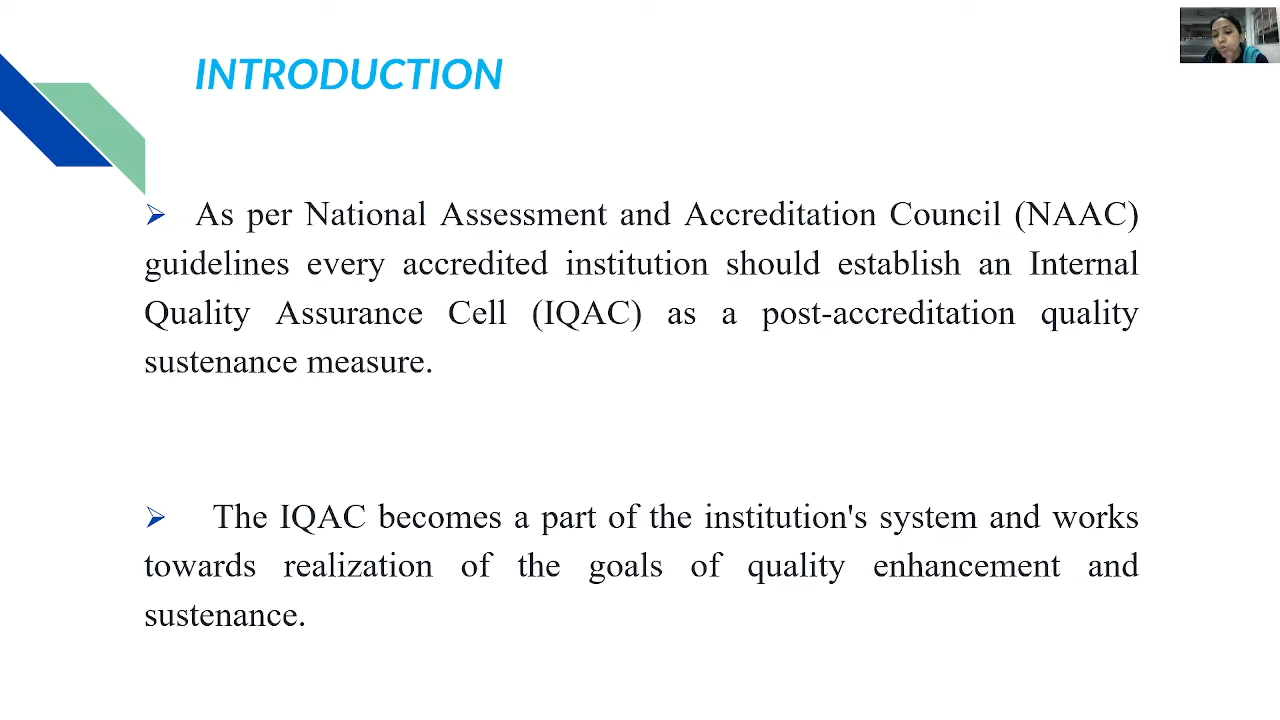 INTRODUCTION
➢ As per National Assessment and Accreditation Council (NAAC)
guidelines every accredited institution should establish an Internal
Quality Assurance Cell (IQAC) as a post-accreditation quality
sustenance measure.
➢ The IQAC becomes a part of the institution's system and works
towards realization of the goals of quality enhancement and
sustenance.